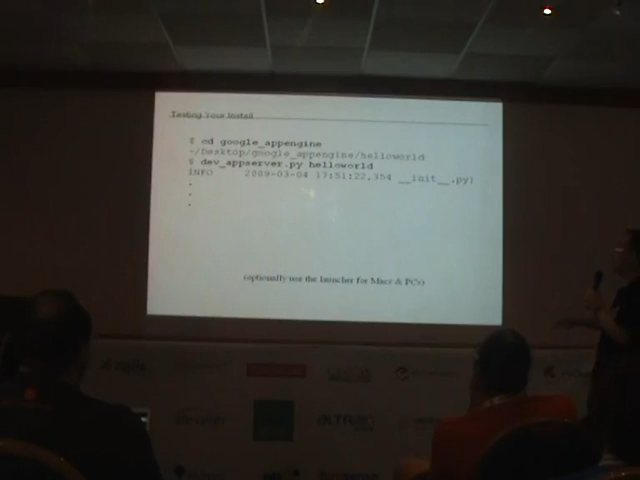 Testing Your Install
$ cd google_appengine
~/Desktop/google_appengine/helloworld
$ dev_appserver.py helloworld
INFO 2009-03-04 17:51:22,354 __init__.py]
.
.
.
(optionally use the launcher for Macs & PCs)